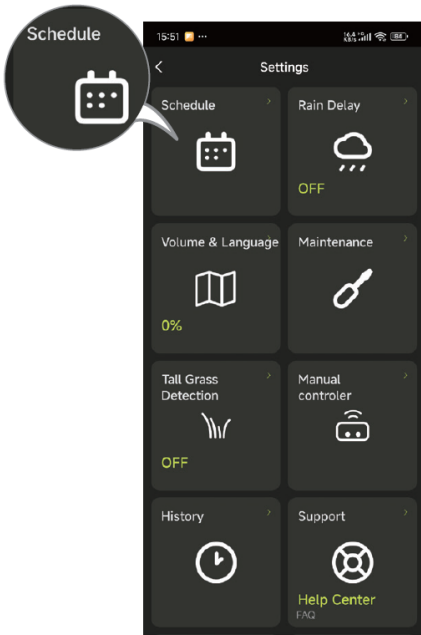 Schedule
15:51
Settings
Schedule
Rain Delay
OFF
Volume & Language
Maintenance
0%
Tall Grass
Detection
Manual
controler
OFF
History
Support
Help Center
FAQ